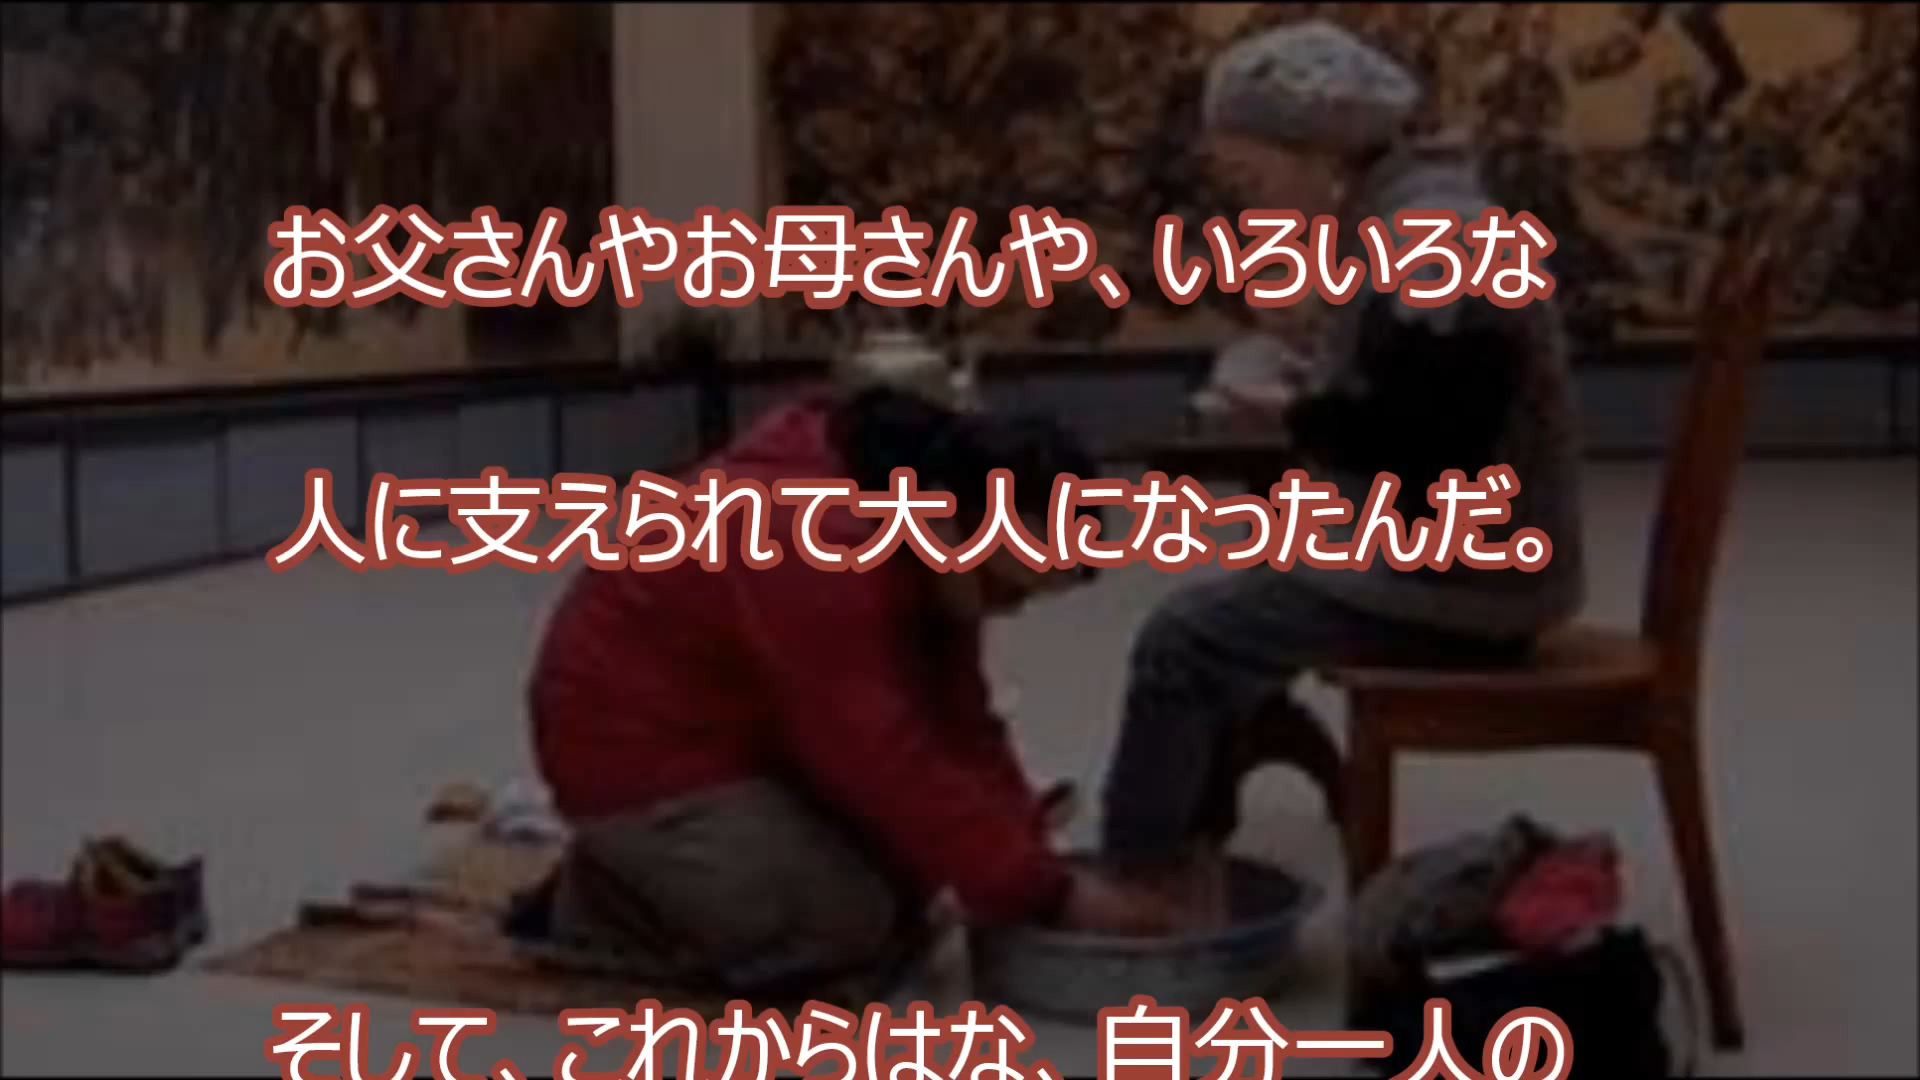 お父さんやお母さんや、いろいろな
人に支えられて大人になったんだ。
そして、これからはな、自分一人の